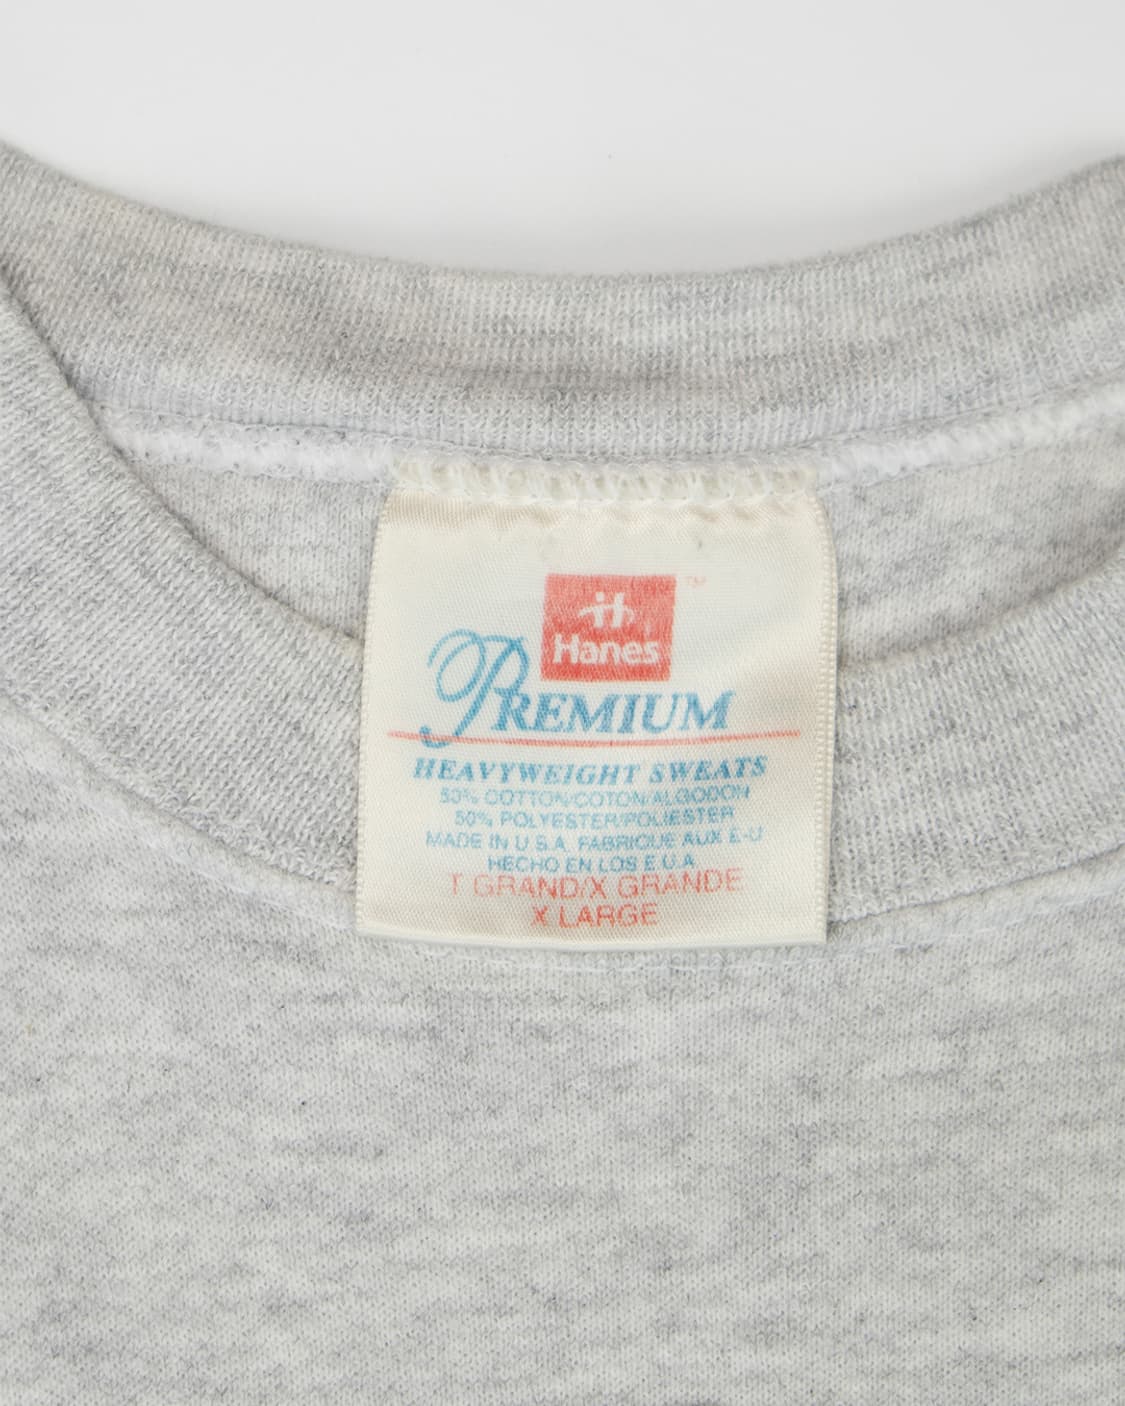 Hanes™
PREMIUM
HEAVYWEIGHT SWEATS
50% COTTON/COTON/ALGODON
50% POLYESTER/POLIESTER
MADE IN U.S.A. FABRIQUE AUX E-U
HECHO EN LOS E.U.A.
T GRAND/X GRANDE
X LARGE